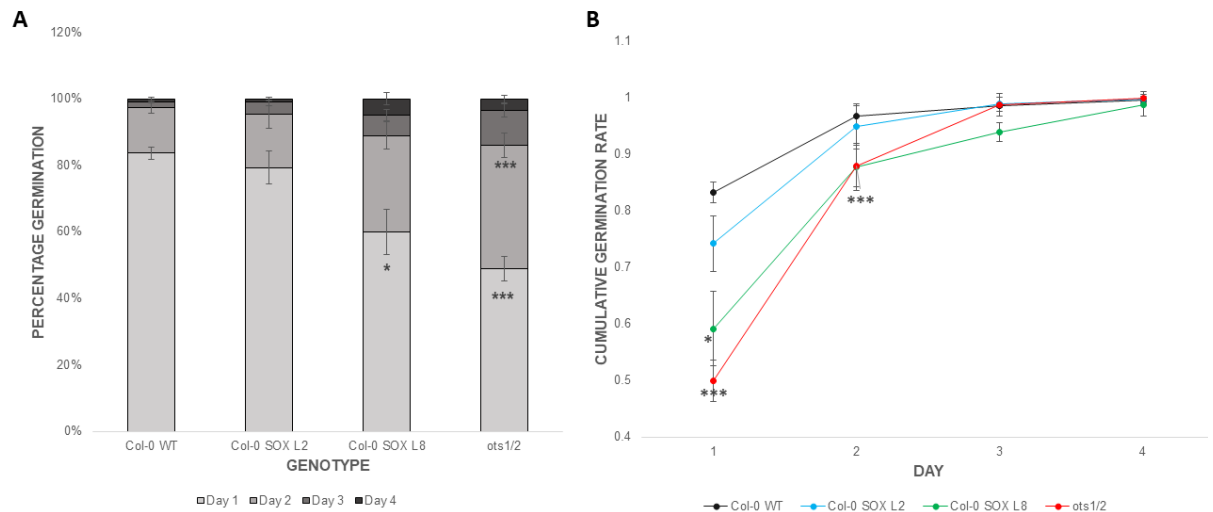 A
120%
100%
80%
60%
40%
20%
0%
PERCENTAGE GERMINATION
*
***
***
Col-0 WT
Col-0 SOX L2
Col-0 SOX L8
ots1/2
GENOTYPE
Day 1
Day 2
Day 3
Day 4
B
1.1
1
0.9
0.8
0.7
0.6
0.5
0.4
CUMULATIVE GERMINATION RATE
***
*
***
1
2
3
4
DAY
Col-0 WT
Col-0 SOX L2
Col-0 SOX L8
ots1/2